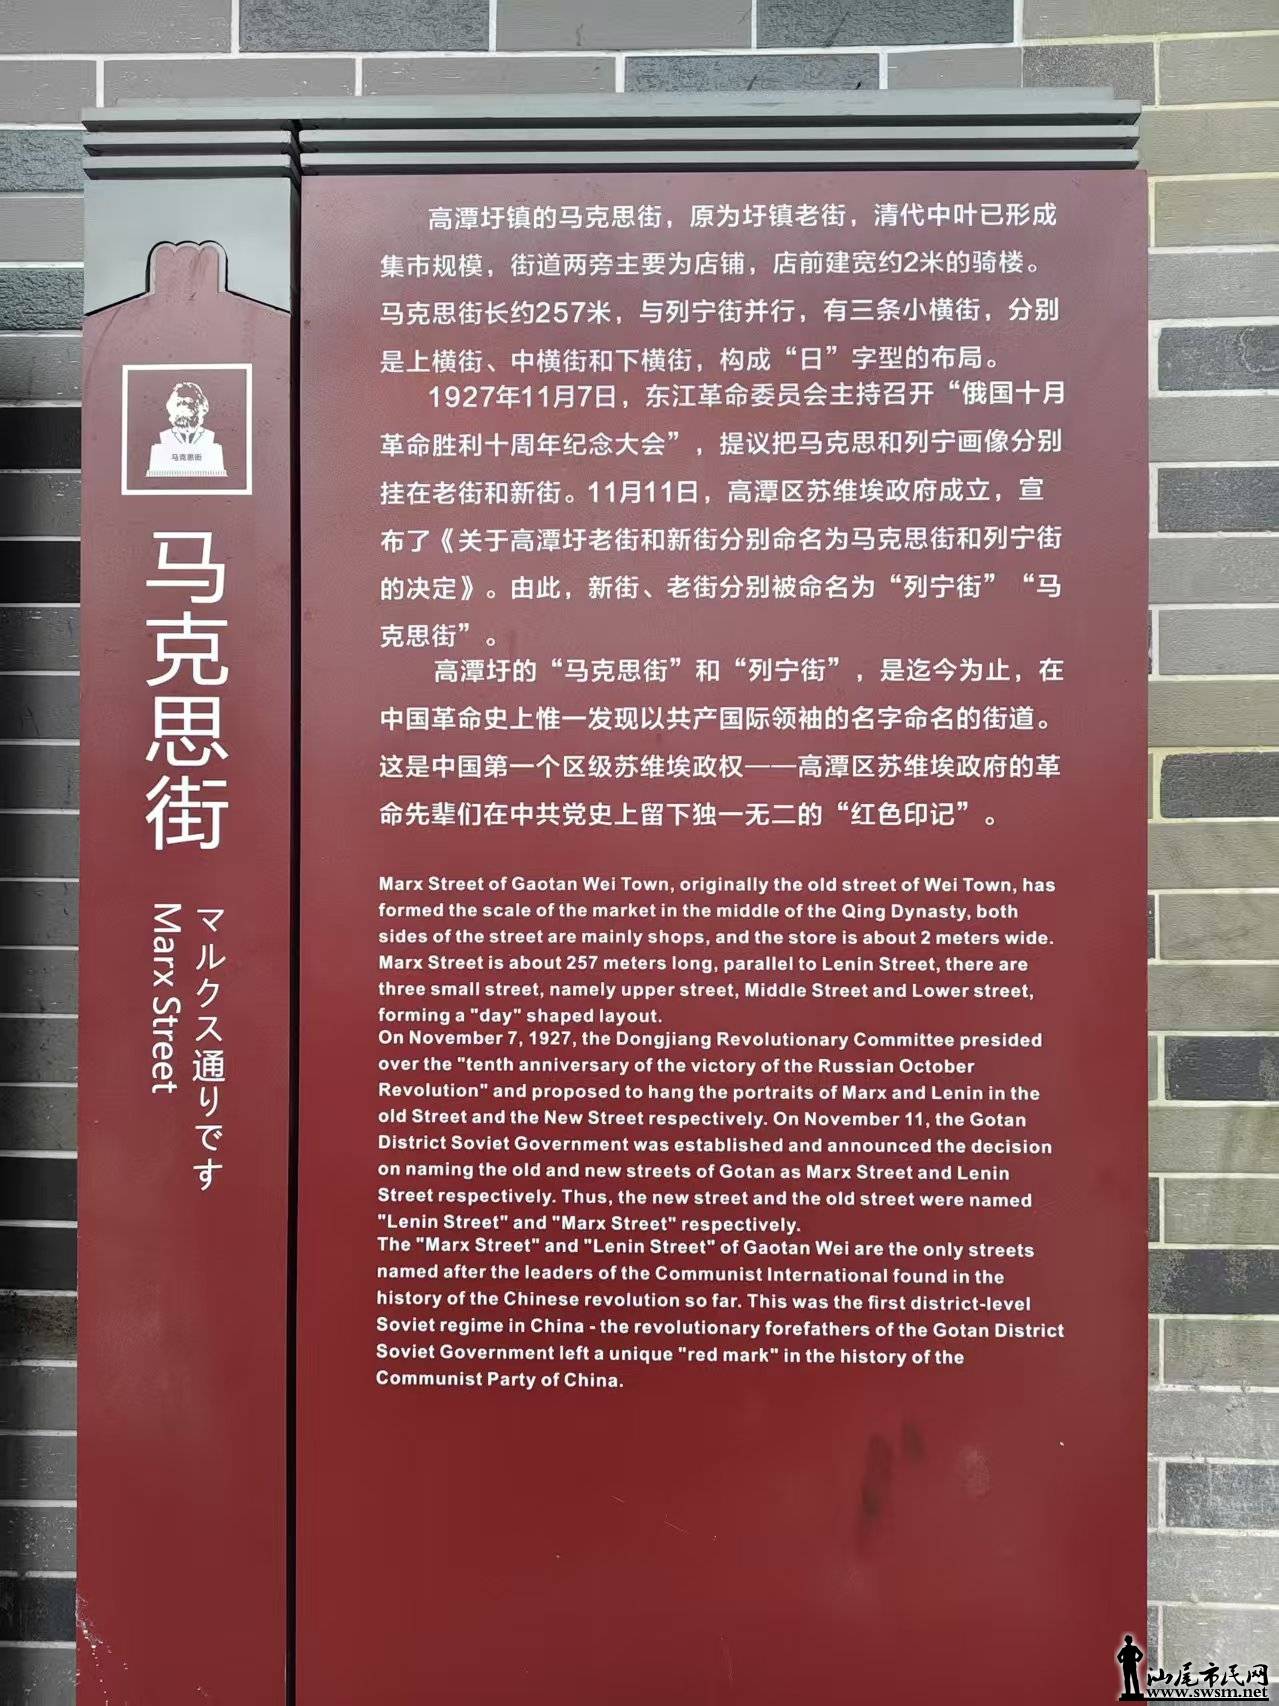 马克思街
马克思街
マルクス通りです
Marx Street
高潭圩镇的马克思街，原为圩镇老街，清代中叶已形成
集市规模，街道两旁主要为店铺，店前建宽约2米的骑楼。
马克思街长约257米，与列宁街并行，有三条小横街，分别
是上横街、中横街和下横街，构成“日”字型的布局。
1927年11月7日，东江革命委员会主持召开“俄国十月
革命胜利十周年纪念大会”，提议把马克思和列宁画像分别
挂在老街和新街。11月11日，高潭区苏维埃政府成立，宣
布了《关于高潭圩老街和新街分别命名为马克思街和列宁街
的决定》。由此，新街、老街分别被命名为“列宁街”“马
克思街”。
高潭圩的“马克思街”和“列宁街”，是迄今为止，在
中国革命史上惟一发现以共产国际领袖的名字命名的街道。
这是中国第一个区级苏维埃政权——高潭区苏维埃政府的革
命先辈们在中共党史上留下独一无二的“红色印记”。
Marx Street of Gaotan Wei Town, originally the old street of Wei Town, has
formed the scale of the market in the middle of the Qing Dynasty, both
sides of the street are mainly shops, and the store is about 2 meters wide.
Marx Street is about 257 meters long, parallel to Lenin Street, there are
three small street, namely upper street, Middle Street and Lower street,
forming a "day" shaped layout.
On November 7, 1927, the Dongjiang Revolutionary Committee presided
over the "tenth anniversary of the victory of the Russian October
Revolution" and proposed to hang the portraits of Marx and Lenin in the
old Street and the New Street respectively. On November 11, the Gotan
District Soviet Government was established and announced the decision
on naming the old and new streets of Gotan as Marx Street and Lenin
Street respectively. Thus, the new street and the old street were named
"Lenin Street" and "Marx Street" respectively.
The "Marx Street" and "Lenin Street" of Gaotan Wei are the only streets
named after the leaders of the Communist International found in the
history of the Chinese revolution so far. This was the first district-level
Soviet regime in China - the revolutionary forefathers of the Gotan District
Soviet Government left a unique "red mark" in the history of the
Communist Party of China.
汕尾市民网
www.swsm.net